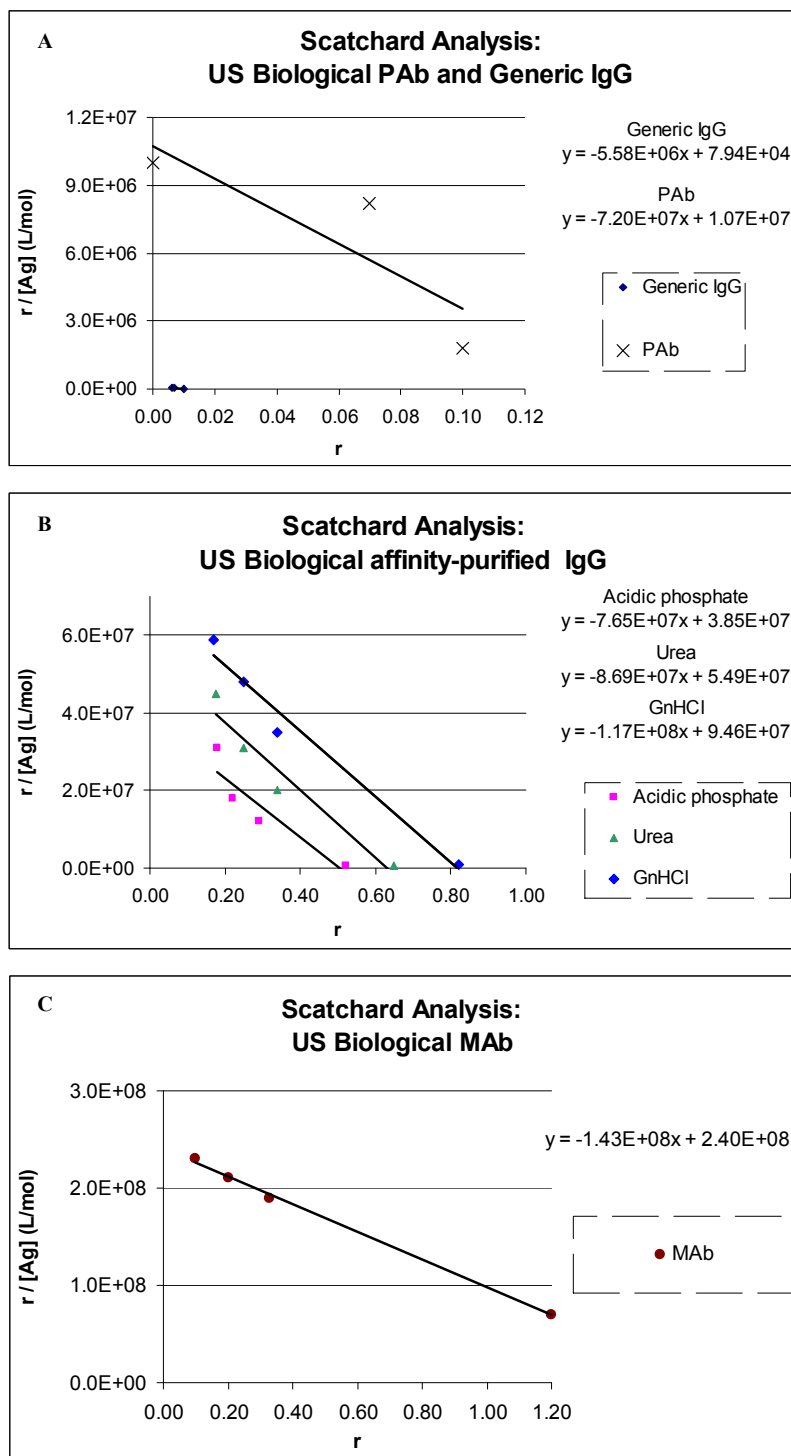 A
Scatchard Analysis:
US Biological PAb and Generic IgG
1.2E+07
9.0E+06
6.0E+06
3.0E+06
0.0E+00
r / [Ag] (L/mol)
0.00 0.02 0.04 0.06 0.08 0.10 0.12
r
Generic IgG
y = -5.58E+06x + 7.94E+04
PAb
y = -7.20E+07x + 1.07E+07
Generic IgG
PAb
B
Scatchard Analysis:
US Biological affinity-purified IgG
6.0E+07
4.0E+07
2.0E+07
0.0E+00
r / [Ag] (L/mol)
0.00 0.20 0.40 0.60 0.80 1.00
r
Acidic phosphate
y = -7.65E+07x + 3.85E+07
Urea
y = -8.69E+07x + 5.49E+07
GnHCl
y = -1.17E+08x + 9.46E+07
Acidic phosphate
Urea
GnHCl
C
Scatchard Analysis:
US Biological MAb
3.0E+08
2.0E+08
1.0E+08
0.0E+00
r / [Ag] (L/mol)
0.00 0.20 0.40 0.60 0.80 1.00 1.20
r
y = -1.43E+08x + 2.40E+08
MAb